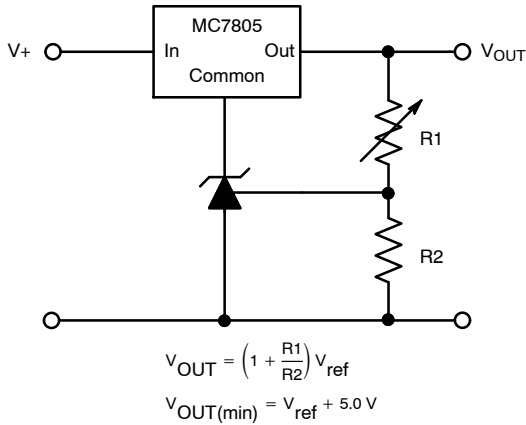 MC7805
V+ In Out VOUT
Common
R1
R2
VOUT = (1 + R1/R2) Vref
VOUT(min) = Vref + 5.0 V